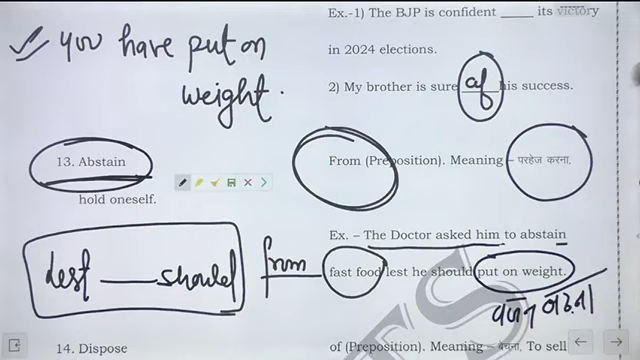 Ex.-1) The BJP is confident ____ its victory
✓ you have put on
in 2024 elections.
weight.
2) My brother is sure of his success.
13. Abstain
From (Preposition). Meaning – परहेज करना,
hold oneself.
Ex. – The Doctor asked him to abstain
lest ___ should
from fast food lest he should put on weight.
वजन बढ़ना
14. Dispose
of (Preposition). Meaning – बेचना, To sell